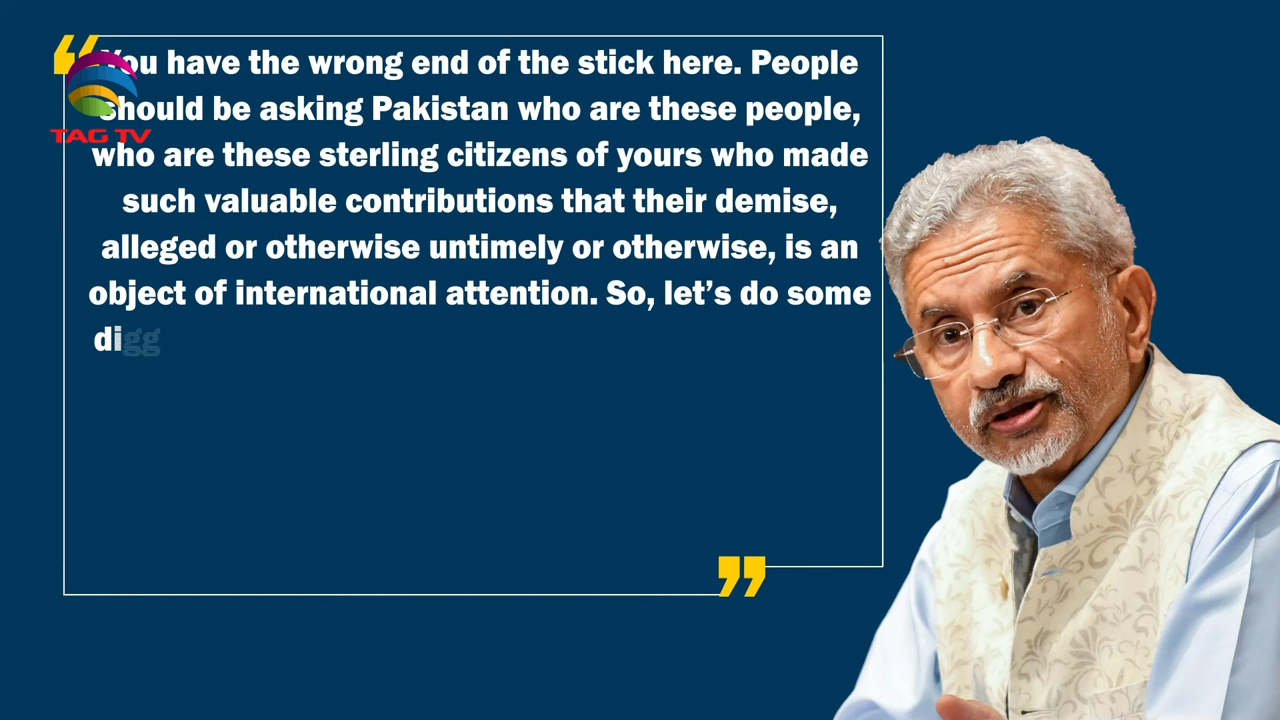 You have the wrong end of the stick here. People
should be asking Pakistan who are these people,
who are these sterling citizens of yours who made
such valuable contributions that their demise,
alleged or otherwise untimely or otherwise, is an
object of international attention. So, let’s do some
digg
TAG TV